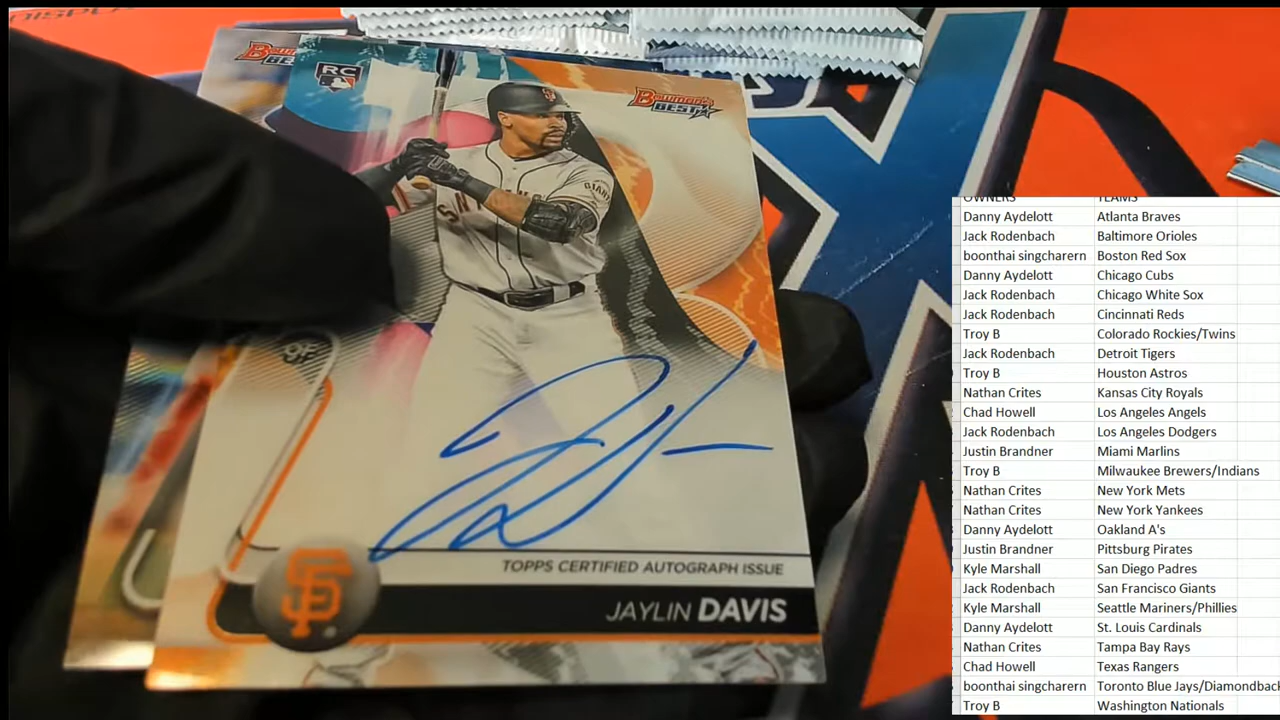 RC
BOWMAN'S
BEST
GIANTS
SF
TOPPS CERTIFIED AUTOGRAPH ISSUE
JAYLIN DAVIS
OWNERS TEAMS
Danny Aydelott Atlanta Braves
Jack Rodenbach Baltimore Orioles
boonthai singcharern Boston Red Sox
Danny Aydelott Chicago Cubs
Jack Rodenbach Chicago White Sox
Jack Rodenbach Cincinnati Reds
Troy B Colorado Rockies/Twins
Jack Rodenbach Detroit Tigers
Troy B Houston Astros
Nathan Crites Kansas City Royals
Chad Howell Los Angeles Angels
Jack Rodenbach Los Angeles Dodgers
Justin Brandner Miami Marlins
Troy B Milwaukee Brewers/Indians
Nathan Crites New York Mets
Nathan Crites New York Yankees
Danny Aydelott Oakland A's
Justin Brandner Pittsburg Pirates
Kyle Marshall San Diego Padres
Jack Rodenbach San Francisco Giants
Kyle Marshall Seattle Mariners/Phillies
Danny Aydelott St. Louis Cardinals
Nathan Crites Tampa Bay Rays
Chad Howell Texas Rangers
boonthai singcharern Toronto Blue Jays/Diamondback
Troy B Washington Nationals